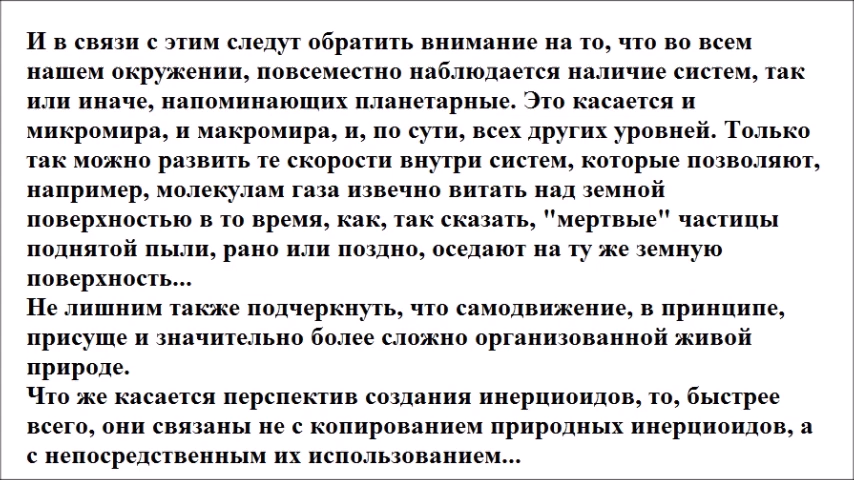 И в связи с этим следут обратить внимание на то, что во всем
нашем окружении, повсеместно наблюдается наличие систем, так
или иначе, напоминающих планетарные. Это касается и
микромира, и макромира, и, по сути, всех других уровней. Только
так можно развить те скорости внутри систем, которые позволяют,
например, молекулам газа извечно витать над земной
поверхностью в то время, как, так сказать, "мертвые" частицы
поднятой пыли, рано или поздно, оседают на ту же земную
поверхность...
Не лишним также подчеркнуть, что самодвижение, в принципе,
присуще и значительно более сложно организованной живой
природе.
Что же касается перспектив создания инерциоидов, то, быстрее
всего, они связаны не с копированием природных инерциоидов, а
с непосредственным их использованием...